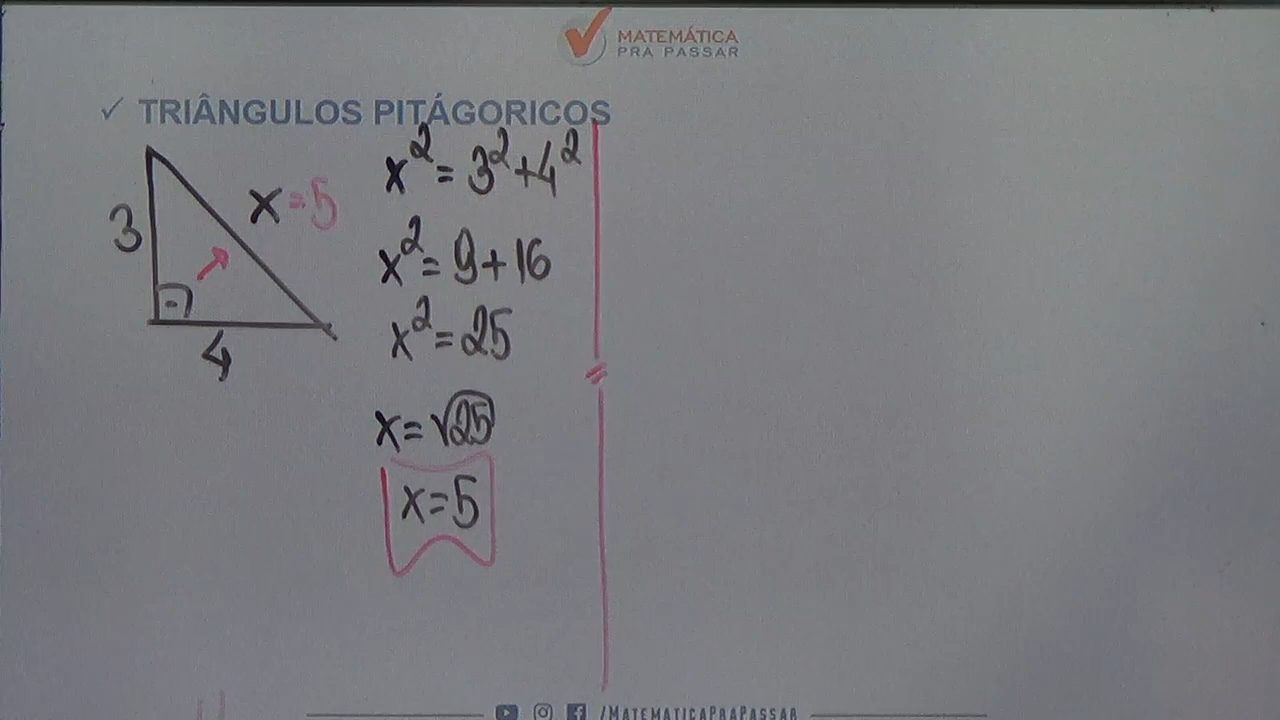 MATEMÁTICA
PRA PASSAR
✓ TRIÂNGULOS PITÁGORICOS
3
x = 5
4
x² = 3² + 4²
x² = 9 + 16
x² = 25
x = √25
x = 5
/MATEMATICAPRAPASSAR